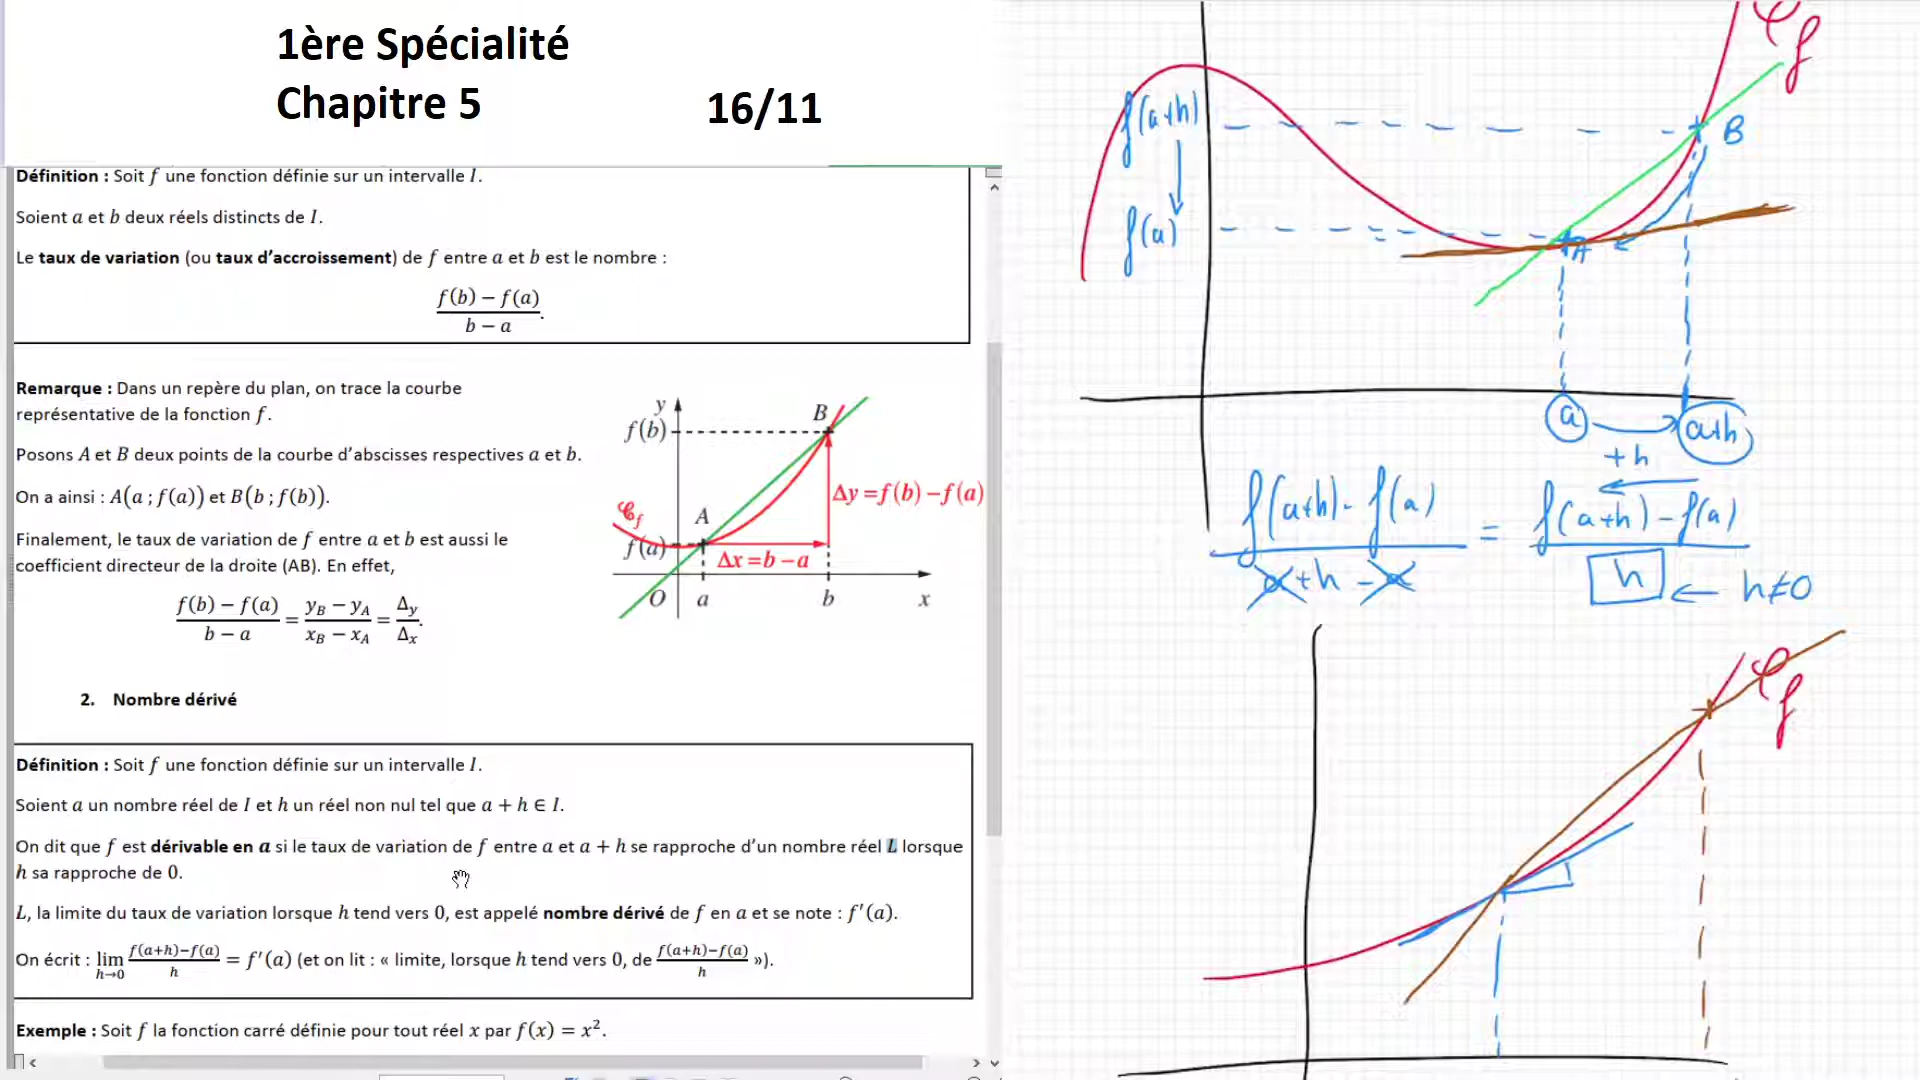 1ère Spécialité
Chapitre 5
16/11
Définition : Soit f une fonction définie sur un intervalle I.
Soient a et b deux réels distincts de I.
Le taux de variation (ou taux d'accroissement) de f entre a et b est le nombre :
f(b) − f(a)
b − a .
Remarque : Dans un repère du plan, on trace la courbe
représentative de la fonction f.
Posons A et B deux points de la courbe d'abscisses respectives a et b.
On a ainsi : A(a ; f(a)) et B(b ; f(b)).
Finalement, le taux de variation de f entre a et b est aussi le
coefficient directeur de la droite (AB). En effet,
f(b) − f(a) / b − a = y_B − y_A / x_B − x_A = Δ_y / Δ_x .
y
B
f(b)
Δy = f(b) − f(a)
𝒞_f
A
f(a)
Δx = b − a
O a b x
2. Nombre dérivé
Définition : Soit f une fonction définie sur un intervalle I.
Soient a un nombre réel de I et h un réel non nul tel que a + h ∈ I.
On dit que f est dérivable en a si le taux de variation de f entre a et a + h se rapproche d'un nombre réel L lorsque
h sa rapproche de 0.
L, la limite du taux de variation lorsque h tend vers 0, est appelé nombre dérivé de f en a et se note : f′(a).
On écrit : lim h→0 f(a+h)−f(a) / h = f′(a) (et on lit : « limite, lorsque h tend vers 0, de f(a+h)−f(a) / h »).
Exemple : Soit f la fonction carré définie pour tout réel x par f(x) = x².
𝒞_f
f(a+h)
B
f(a)
A
a a+h
+h
f(a+h) - f(a) = f(a+h) - f(a)
a+h - a h ← h≠0
𝒞_f